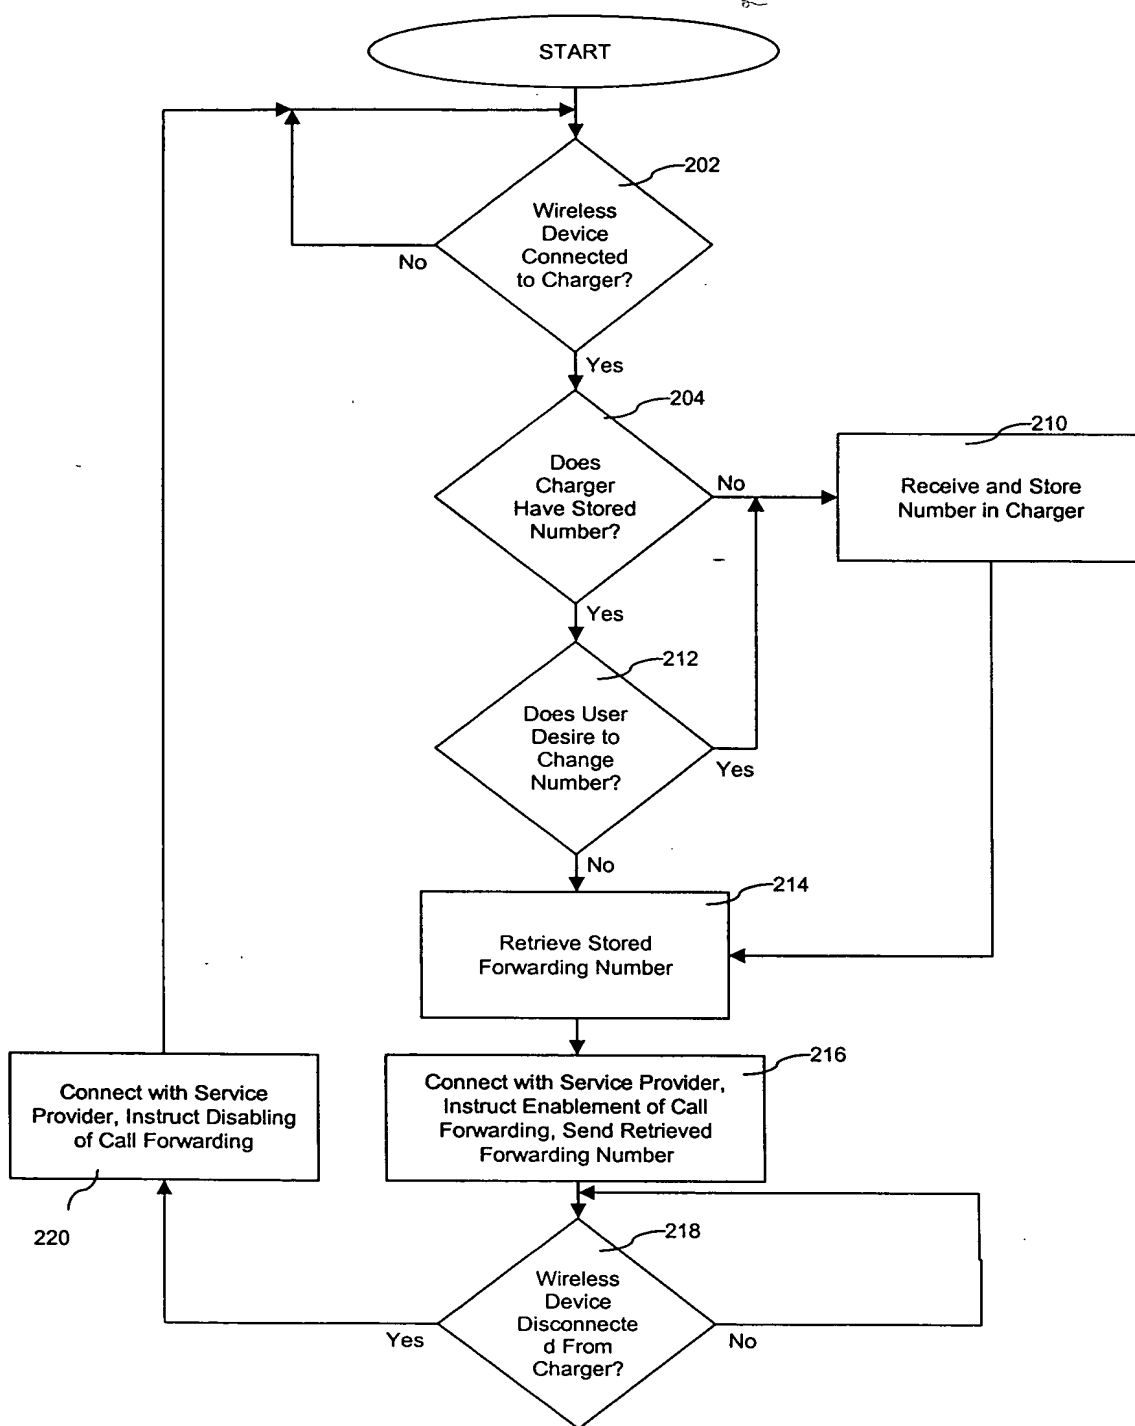 START
202
Wireless
Device
Connected
to Charger?
No
Yes
204
Does
Charger
Have Stored
Number?
No
210
Receive and Store
Number in Charger
Yes
212
Does User
Desire to
Change
Number?
Yes
No
214
Retrieve Stored
Forwarding Number
216
Connect with Service Provider,
Instruct Enablement of Call
Forwarding, Send Retrieved
Forwarding Number
Connect with Service
Provider, Instruct Disabling
of Call Forwarding
220
218
Wireless
Device
Disconnecte
d From
Charger?
Yes
No